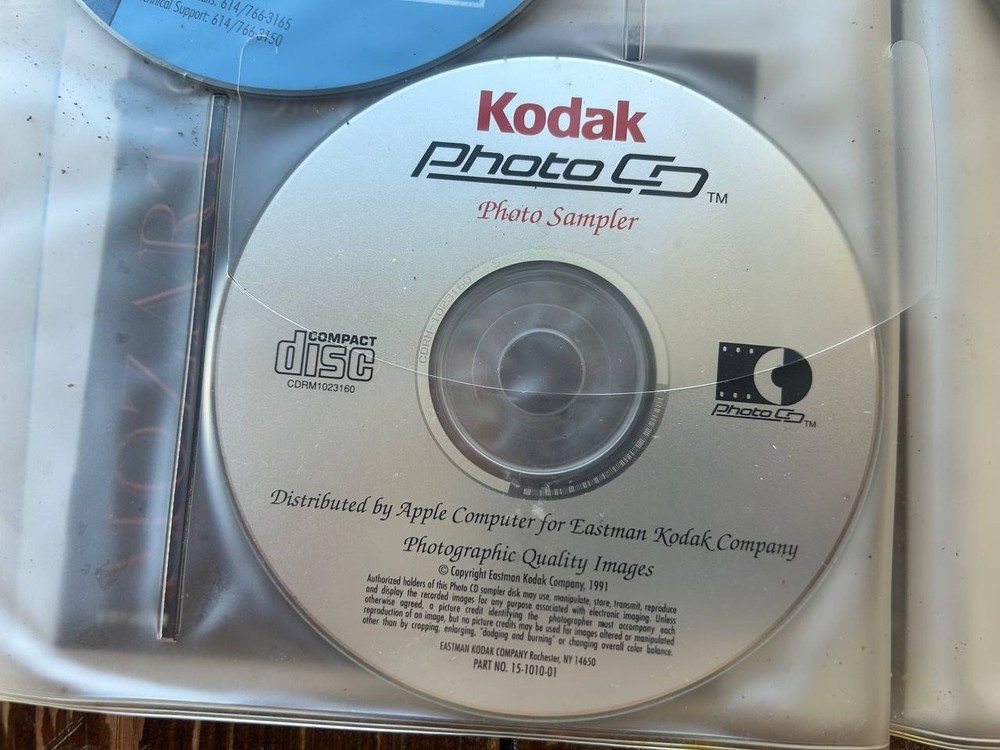 614/766-3165
Technical Support: 614/766-3150
Kodak
Photo CD TM
Photo Sampler
CDRM-1023160
COMPACT
disc
CDRM1023160
Photo CD TM
Distributed by Apple Computer for Eastman Kodak Company
Photographic Quality Images
© Copyright Eastman Kodak Company, 1991
Authorized holders of this Photo CD sampler disk may use, manipulate, store, transmit, reproduce
and display the recorded images for any purpose associated with electronic imaging. Unless
otherwise agreed, a picture credit identifying the photographer must accompany each
reproduction of an image, but no picture credits may be used for images altered or manipulated
other than by cropping, enlarging, "dodging and burning" or changing overall color balance.
EASTMAN KODAK COMPANY Rochester, NY 14650
PART NO. 15-1010-01